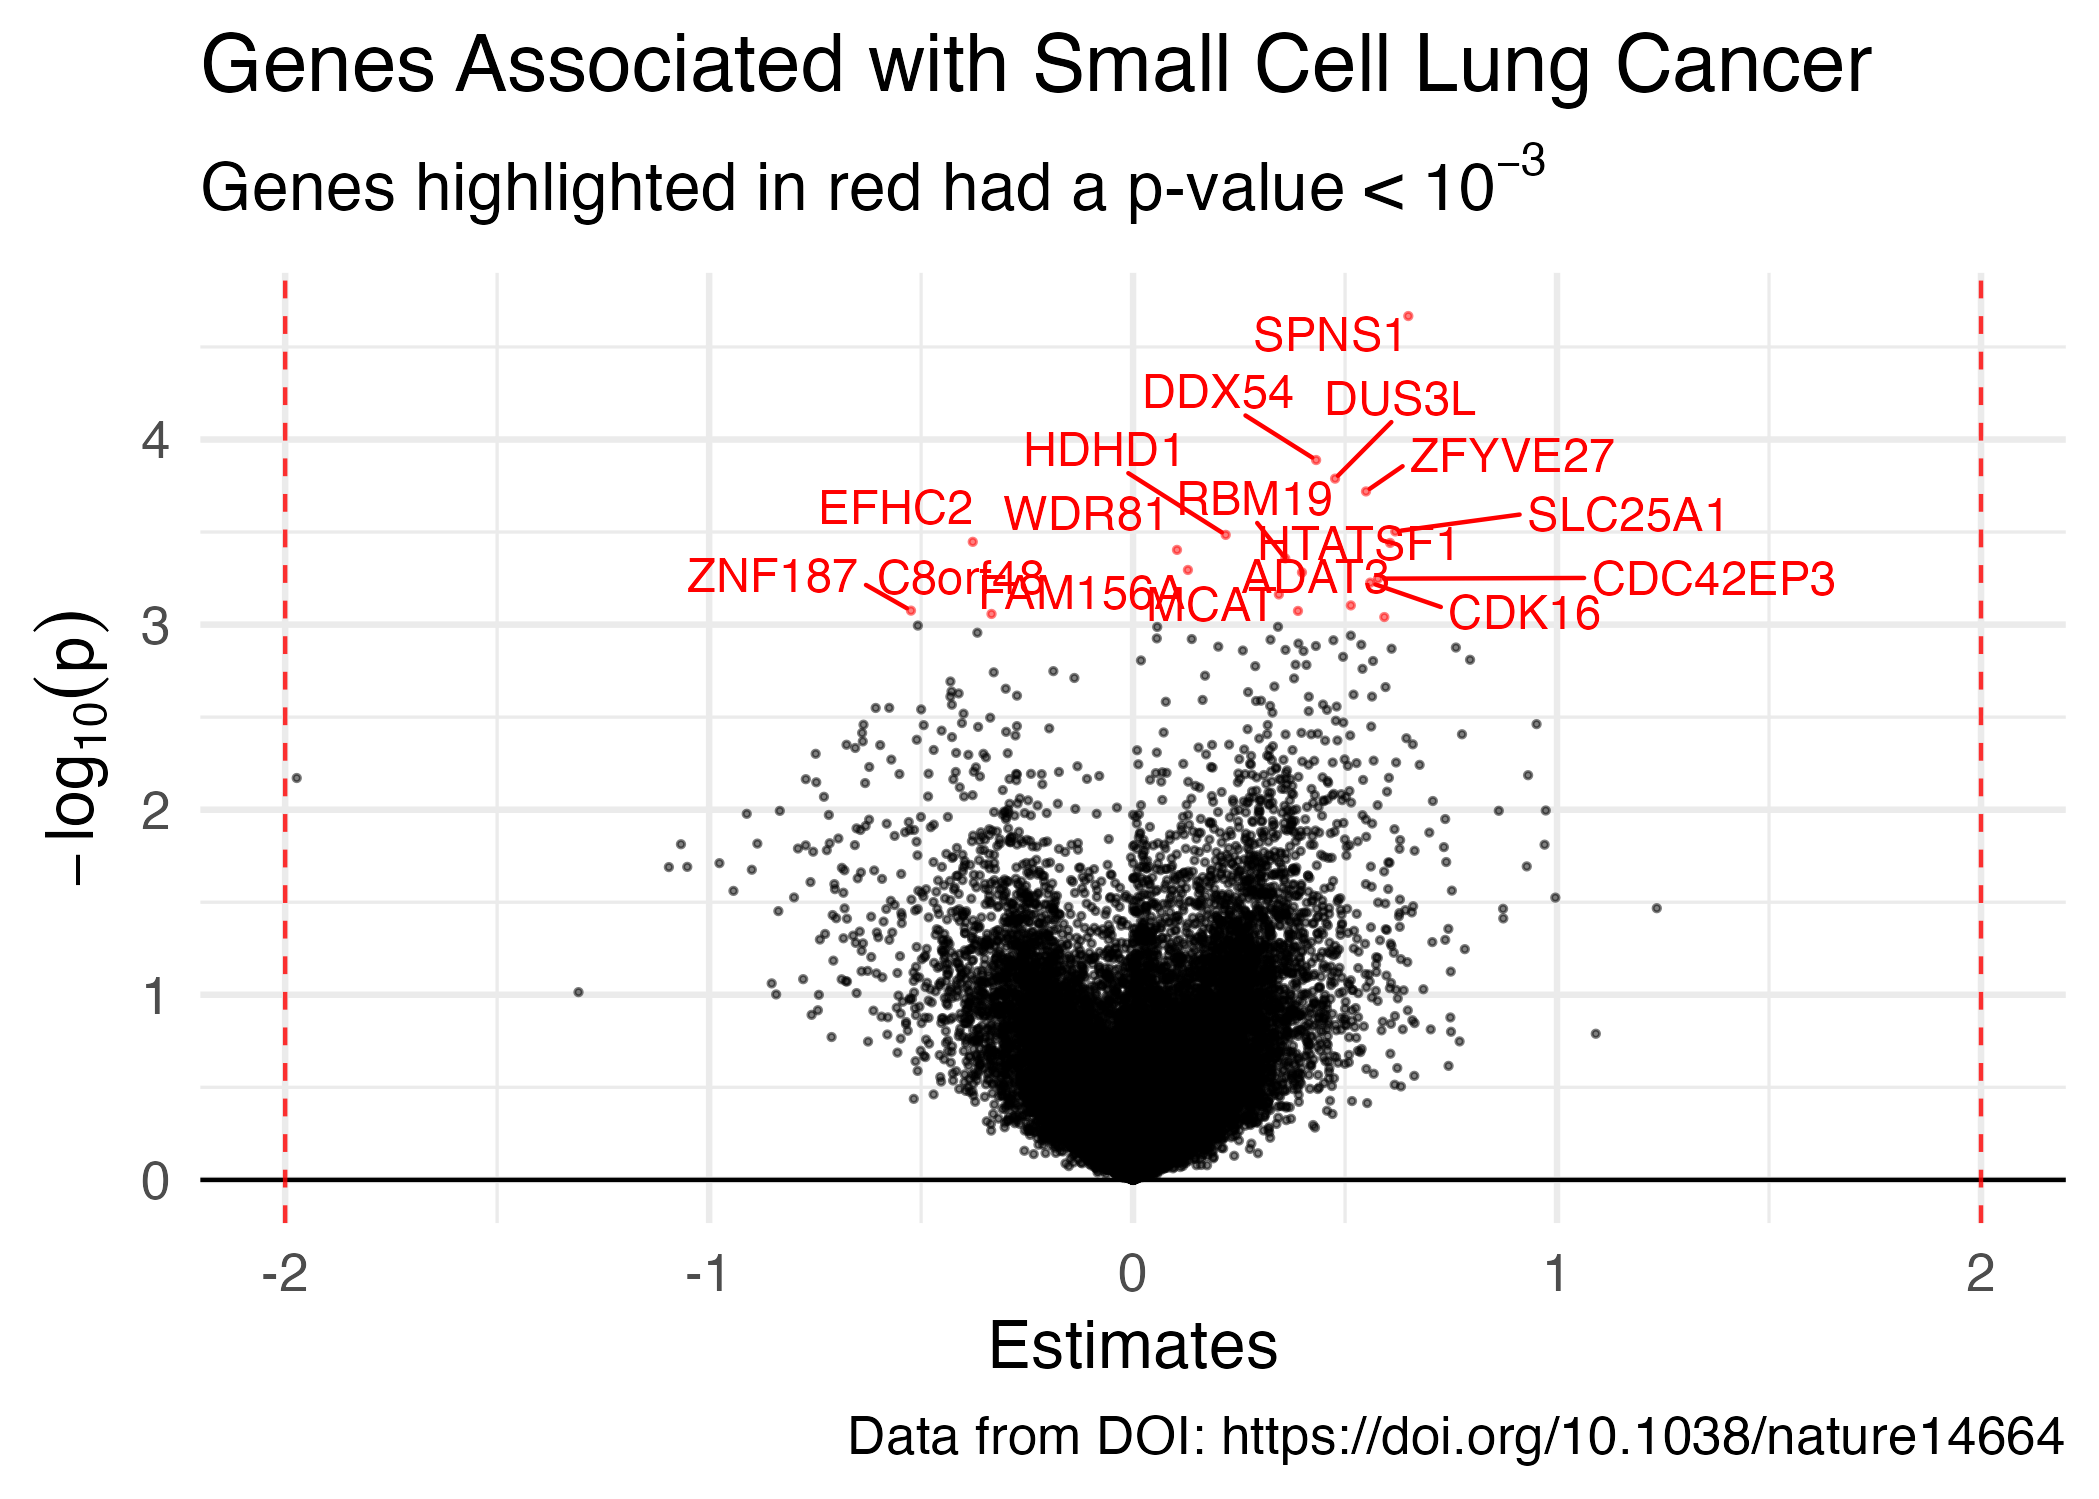 Genes Associated with Small Cell Lung Cancer
Genes highlighted in red had a p-value < 10⁻³
SPNS1
DDX54
DUS3L
HDHD1
ZFYVE27
EFHC2
WDR81
RBM19
SLC25A1
HTATSF1
ZNF187
C8orf48
FAM156A
MCAT
ADAT3
CDC42EP3
CDK16
− log₁₀(p)
4
3
2
1
0
-2 -1 0 1 2
Estimates
Data from DOI: https://doi.org/10.1038/nature14664